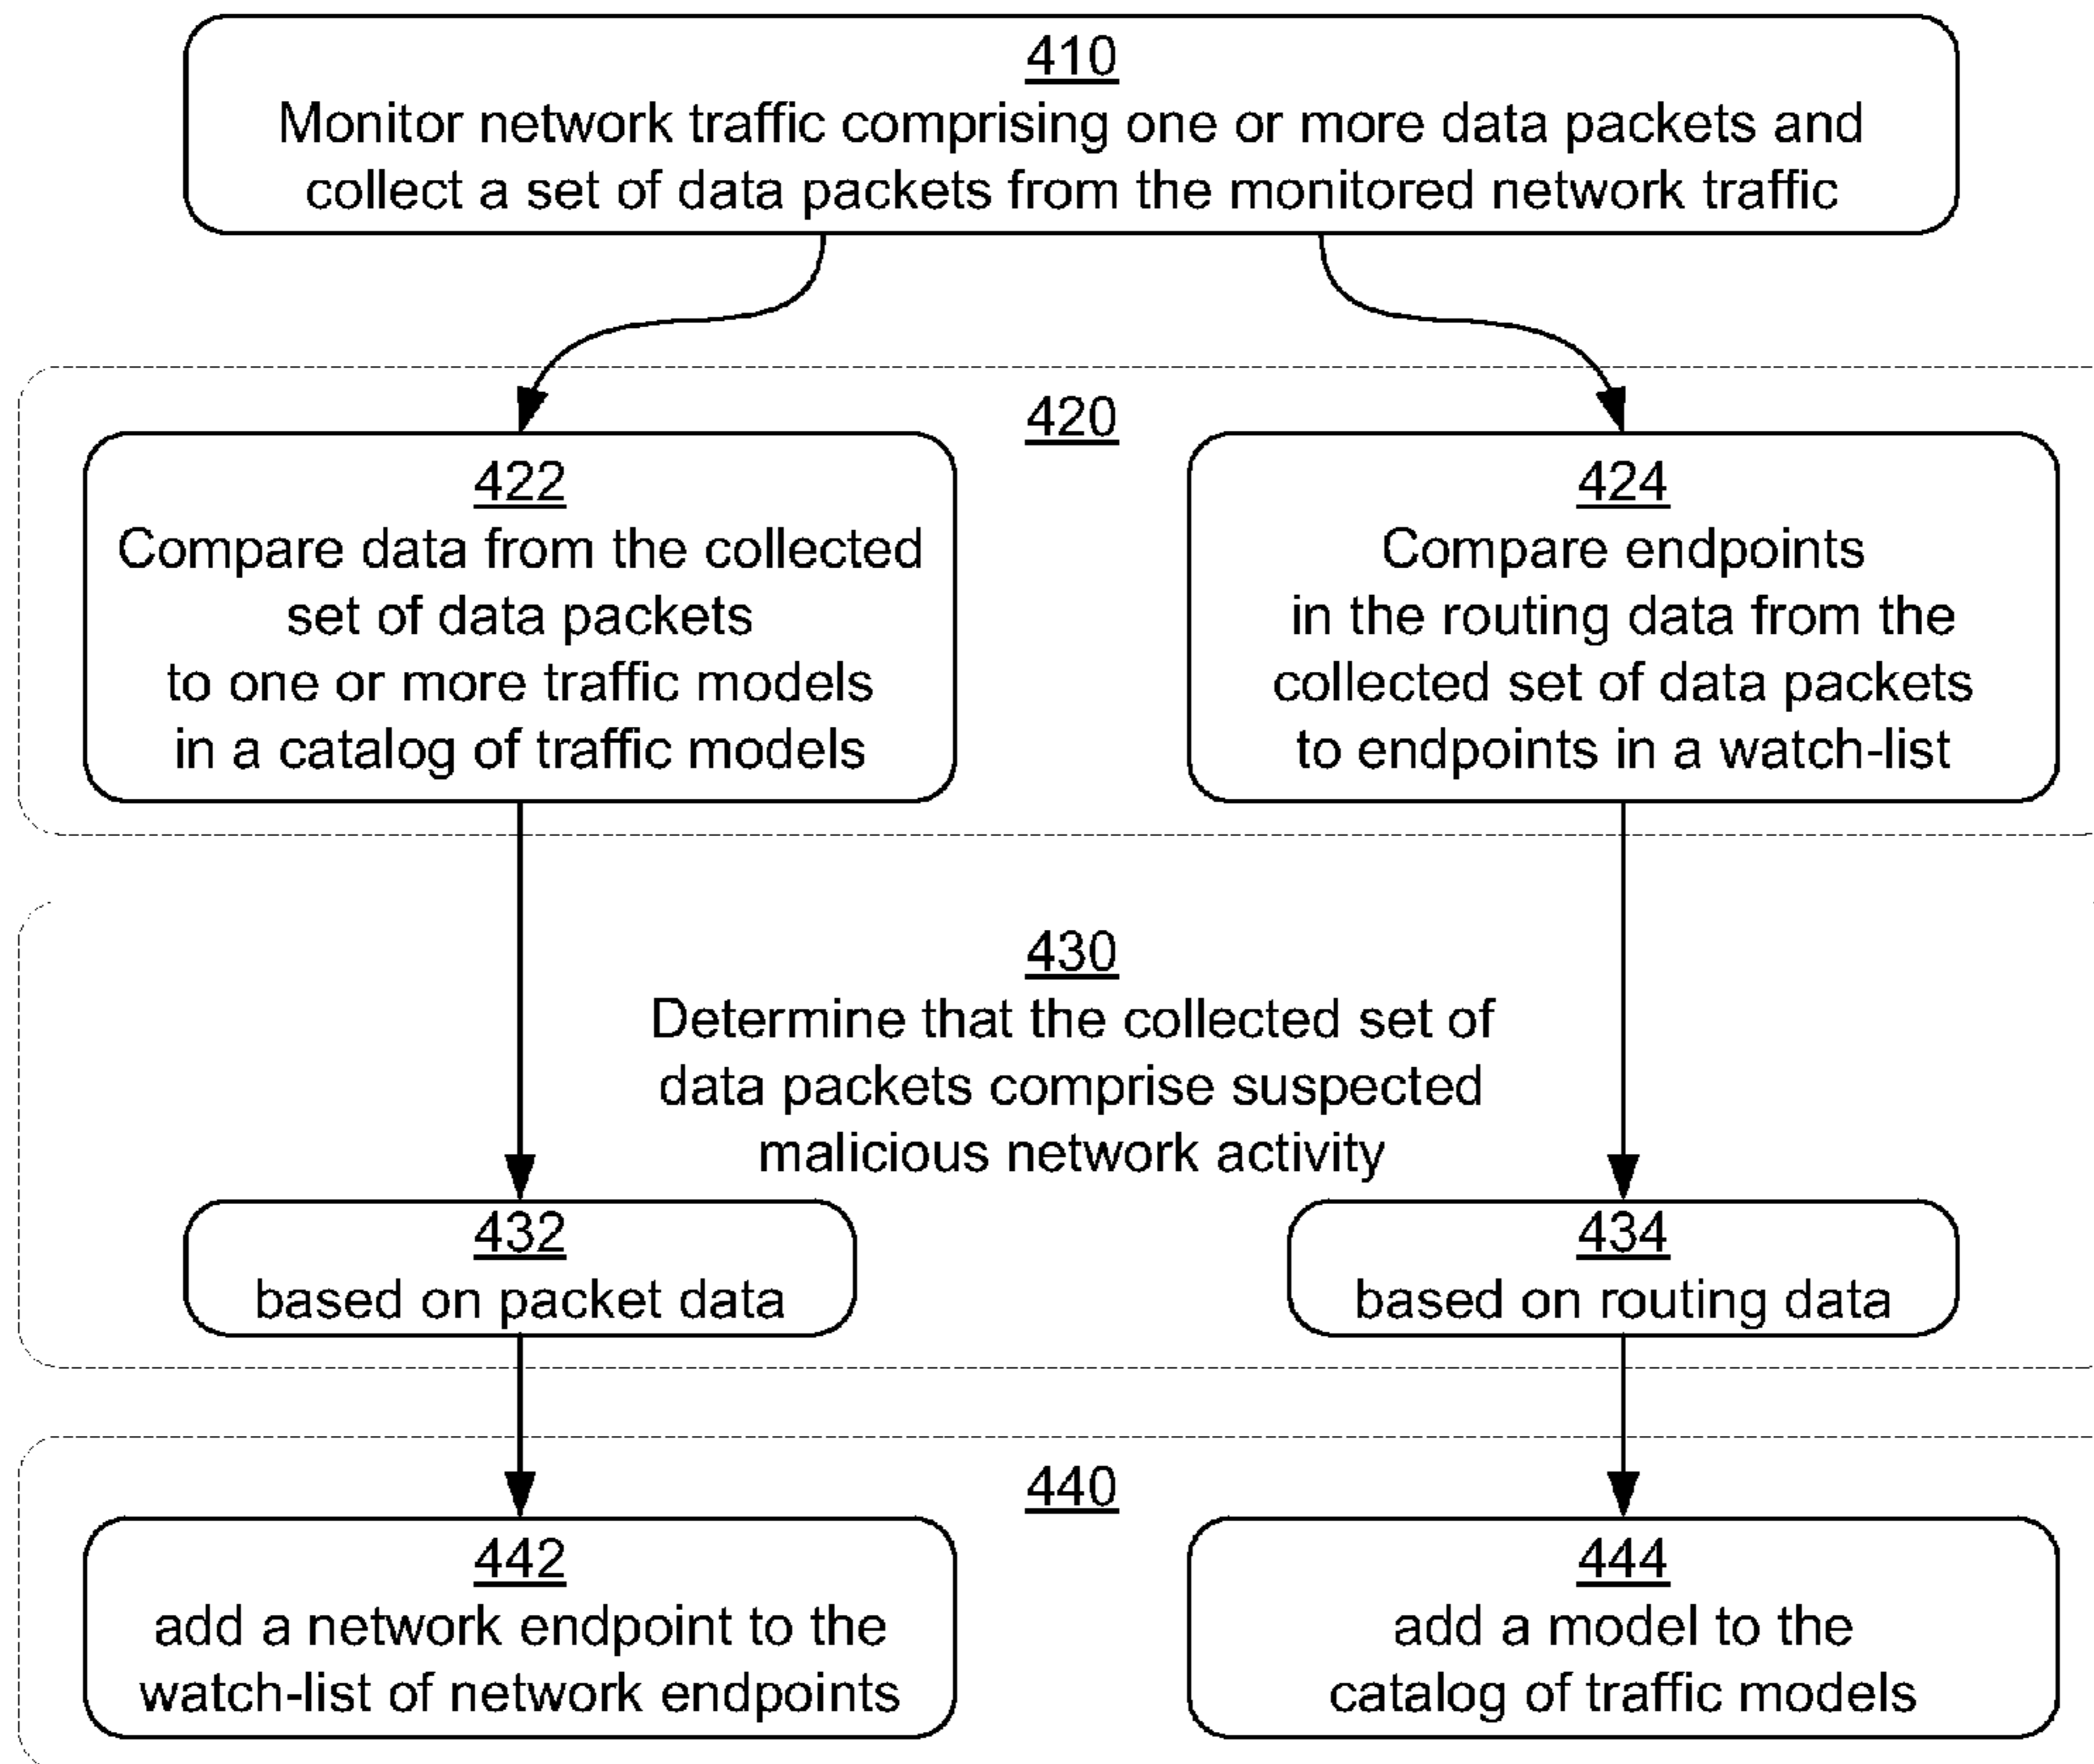 410
Monitor network traffic comprising one or more data packets and
collect a set of data packets from the monitored network traffic
420
422
Compare data from the collected
set of data packets
to one or more traffic models
in a catalog of traffic models
424
Compare endpoints
in the routing data from the
collected set of data packets
to endpoints in a watch-list
430
Determine that the collected set of
data packets comprise suspected
malicious network activity
432
based on packet data
434
based on routing data
440
442
add a network endpoint to the
watch-list of network endpoints
444
add a model to the
catalog of traffic models